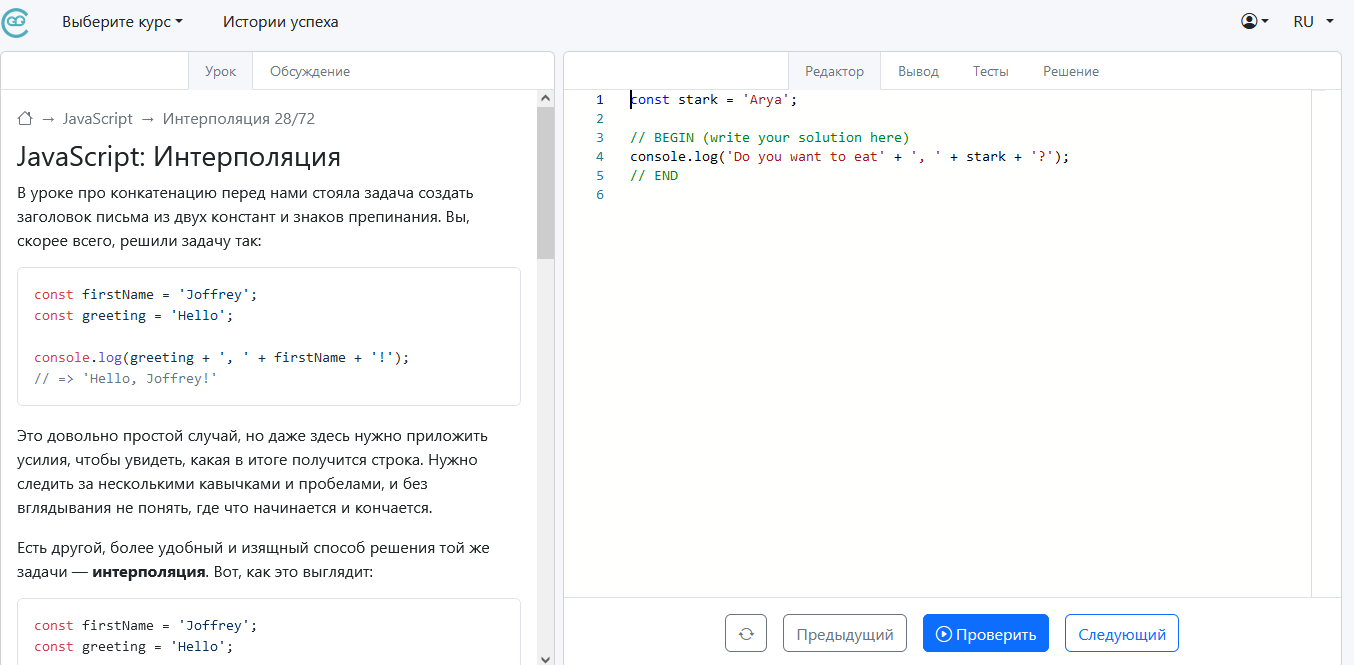 Выберите курс
Истории успеха
RU
Урок
Обсуждение
→ JavaScript → Интерполяция 28/72
JavaScript: Интерполяция
В уроке про конкатенацию перед нами стояла задача создать
заголовок письма из двух констант и знаков препинания. Вы,
скорее всего, решили задачу так:
const firstName = 'Joffrey';
const greeting = 'Hello';
console.log(greeting + ', ' + firstName + '!');
// => 'Hello, Joffrey!'
Это довольно простой случай, но даже здесь нужно приложить
усилия, чтобы увидеть, какая в итоге получится строка. Нужно
следить за несколькими кавычками и пробелами, и без
вглядывания не понять, где что начинается и кончается.
Есть другой, более удобный и изящный способ решения той же
задачи — интерполяция. Вот, как это выглядит:
const firstName = 'Joffrey';
const greeting = 'Hello';
Редактор
Вывод
Тесты
Решение
1 const stark = 'Arya';
2
3 // BEGIN (write your solution here)
4 console.log('Do you want to eat' + ', ' + stark + '?');
5 // END
6
Предыдущий
Проверить
Следующий